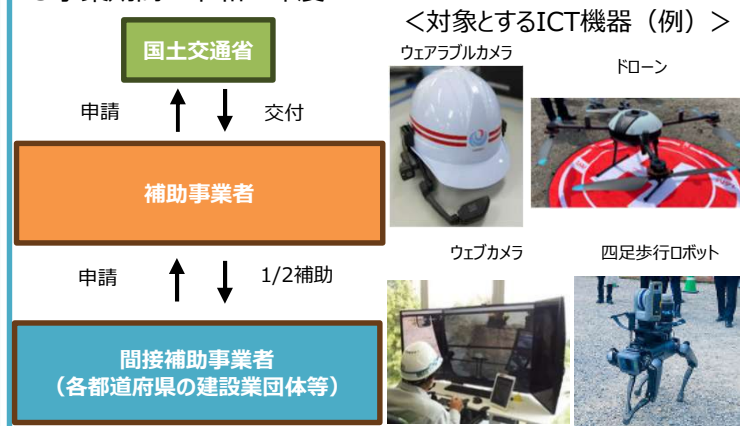 ＜対象とするICT機器（例）＞
国土交通省
申請
交付
補助事業者
申請
1/2補助
間接補助事業者
（各都道府県の建設業団体等）
ウェアラブルカメラ
ドローン
ウェブカメラ
四足歩行ロボット